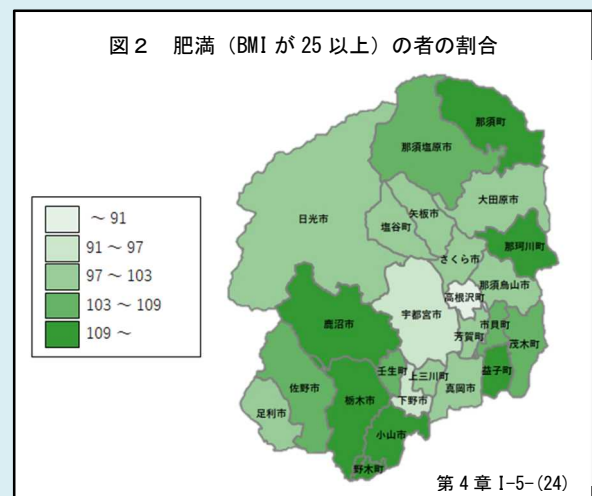 図２　肥満（BMI が 25 以上）の者の割合
～ 91
91 ～ 97
97 ～ 103
103 ～ 109
109 ～
那須町
那須塩原市
大田原市
日光市
矢板市
塩谷町
那珂川町
さくら市
那須烏山市
高根沢町
宇都宮市
鹿沼市
市貝町
芳賀町
茂木町
壬生町
上三川町
益子町
真岡市
佐野市
栃木市
下野市
足利市
小山市
野木町
第 4 章 I-5-(24)